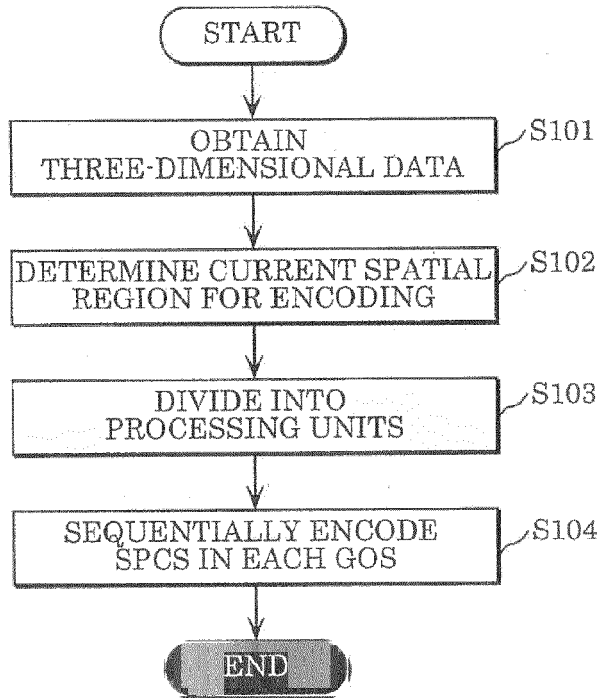 START
OBTAIN
THREE-DIMENSIONAL DATA
S101
DETERMINE CURRENT SPATIAL
REGION FOR ENCODING
S102
DIVIDE INTO
PROCESSING UNITS
S103
SEQUENTIALLY ENCODE
SPCS IN EACH GOS
S104
END